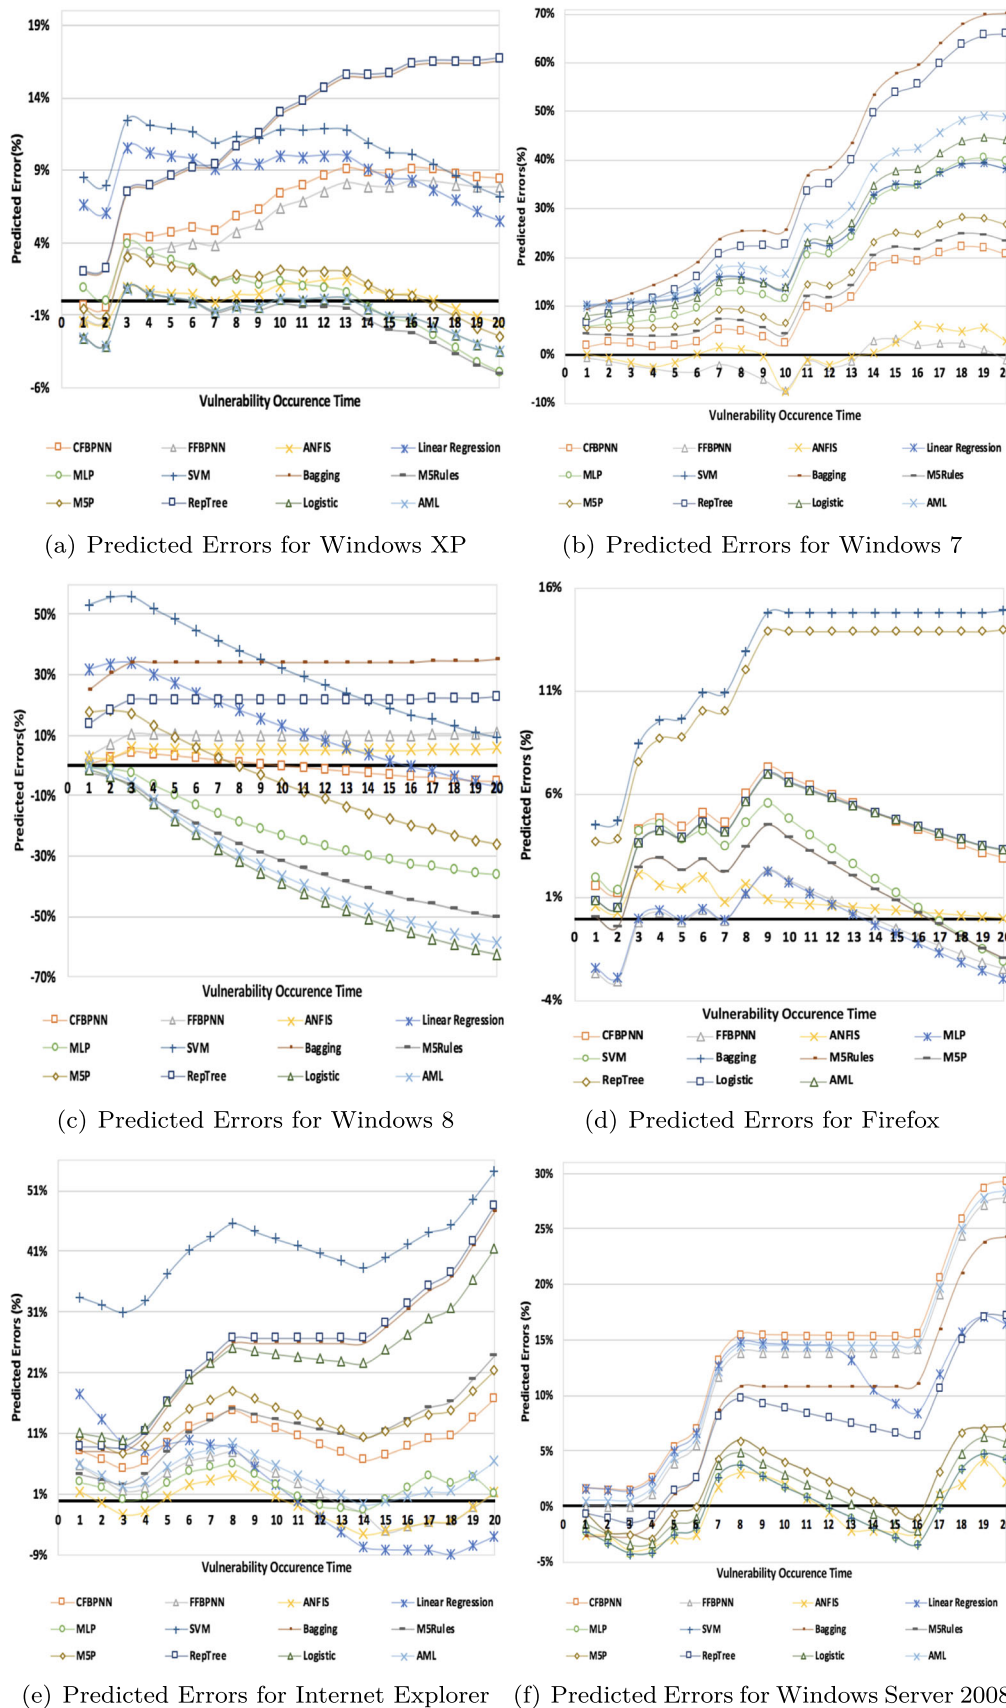 19%
14%
9%
4%
-1%
-6%
Predicted Error(%)
0 1 2 3 4 5 6 7 8 9 10 11 12 13 14 15 16 17 18 19 20
Vulnerability Occurence Time
CFBPNN FFBPNN ANFIS Linear Regression
MLP SVM Bagging M5Rules
M5P RepTree Logistic AML
(a) Predicted Errors for Windows XP
70%
60%
50%
40%
30%
20%
10%
0%
-10%
Predicted Errors(%)
1 2 3 4 5 6 7 8 9 10 11 12 13 14 15 16 17 18 19 20
Vulnerability Occurence Time
CFBPNN FFBPNN ANFIS Linear Regression
MLP SVM Bagging M5Rules
M5P RepTree Logistic AML
(b) Predicted Errors for Windows 7
50%
30%
10%
-10%
-30%
-50%
-70%
Predicted Errors(%)
0 1 2 3 4 5 6 7 8 9 10 11 12 13 14 15 16 17 18 19 20
Vulnerability Occurence Time
CFBPNN FFBPNN ANFIS Linear Regression
MLP SVM Bagging M5Rules
M5P RepTree Logistic AML
(c) Predicted Errors for Windows 8
16%
11%
6%
1%
-4%
Predicted Errors (%)
0 1 2 3 4 5 6 7 8 9 10 11 12 13 14 15 16 17 18 19 20
Vulnerability Occurence Time
CFBPNN FFBPNN ANFIS MLP
SVM Bagging M5Rules M5P
RepTree Logistic AML
(d) Predicted Errors for Firefox
51%
41%
31%
21%
11%
1%
-9%
Predicted Errors (%)
0 1 2 3 4 5 6 7 8 9 10 11 12 13 14 15 16 17 18 19 20
Vulnerability Occurence Time
CFBPNN FFBPNN ANFIS Linear Regression
MLP SVM Bagging M5Rules
M5P RepTree Logistic AML
(e) Predicted Errors for Internet Explorer
30%
25%
20%
15%
10%
5%
0%
-5%
Predicted Errors (%)
0 1 2 3 4 5 6 7 8 9 10 11 12 13 14 15 16 17 18 19 20
Vulnerability Occurence Time
CFBPNN FFBPNN ANFIS Linear Regression
MLP SVM Bagging M5Rules
M5P RepTree Logistic AML
(f) Predicted Errors for Windows Server 2008